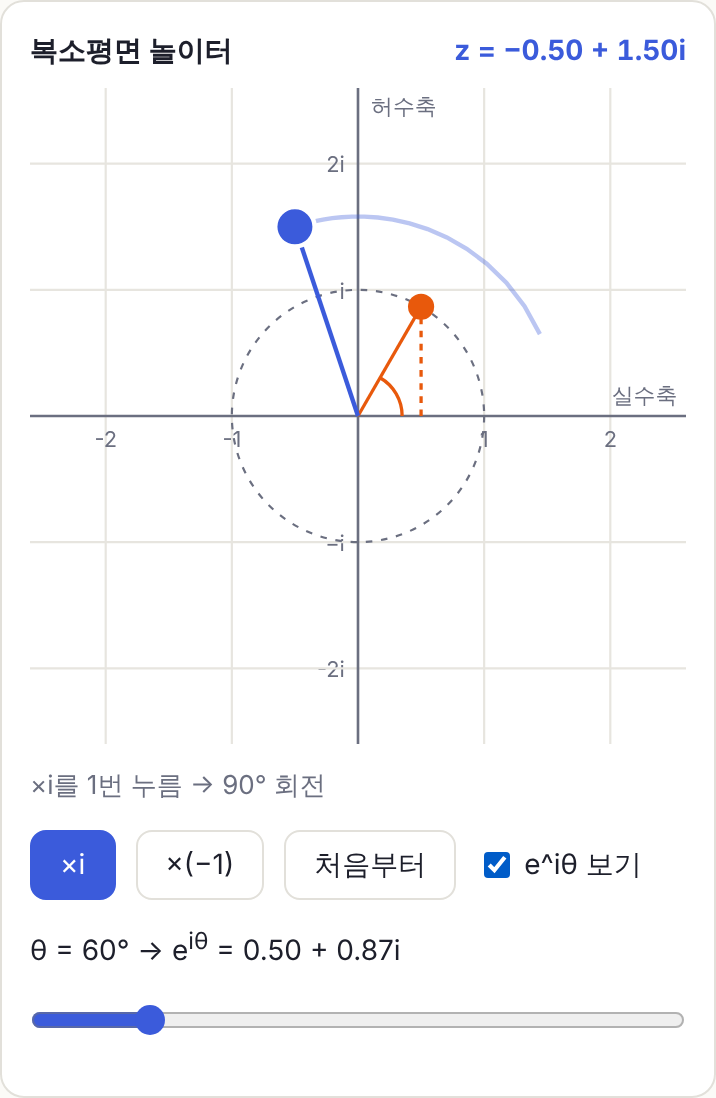 복소평면 놀이터
z = −0.50 + 1.50i
허수축
2i
i
실수축
-2
-1
1
2
−i
−2i
×i를 1번 누름 → 90° 회전
×i
×(−1)
처음부터
e^iθ 보기
θ = 60° → e^iθ = 0.50 + 0.87i